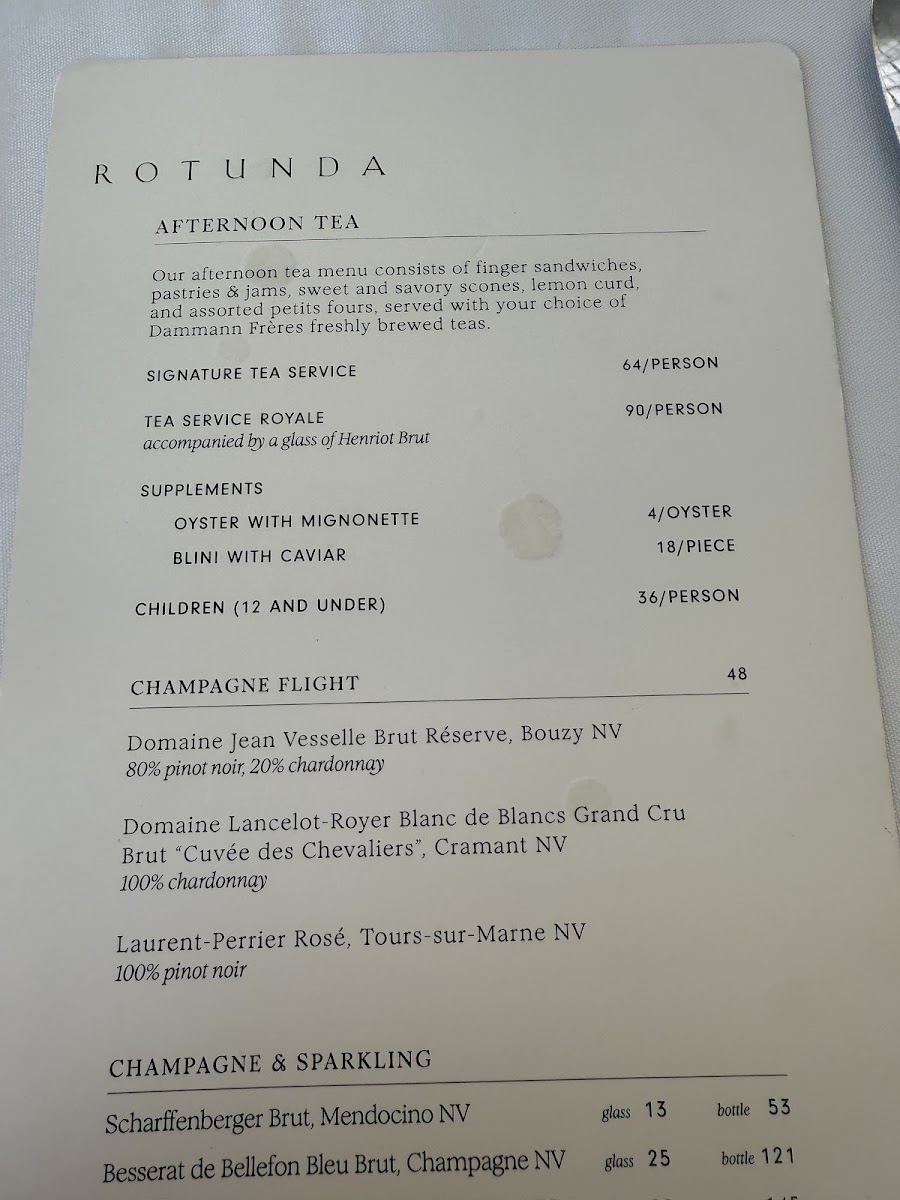 ROTUNDA
AFTERNOON TEA
Our afternoon tea menu consists of finger sandwiches,
pastries & jams, sweet and savory scones, lemon curd,
and assorted petits fours, served with your choice of
Dammann Frères freshly brewed teas.
SIGNATURE TEA SERVICE 64/PERSON
TEA SERVICE ROYALE 90/PERSON
accompanied by a glass of Henriot Brut
SUPPLEMENTS
OYSTER WITH MIGNONETTE 4/OYSTER
BLINI WITH CAVIAR 18/PIECE
CHILDREN (12 AND UNDER) 36/PERSON
CHAMPAGNE FLIGHT 48
Domaine Jean Vesselle Brut Réserve, Bouzy NV
80% pinot noir, 20% chardonnay
Domaine Lancelot-Royer Blanc de Blancs Grand Cru
Brut “Cuvée des Chevaliers”, Cramant NV
100% chardonnay
Laurent-Perrier Rosé, Tours-sur-Marne NV
100% pinot noir
CHAMPAGNE & SPARKLING
Scharffenberger Brut, Mendocino NV glass 13 bottle 53
Besserat de Bellefon Bleu Brut, Champagne NV glass 25 bottle 121